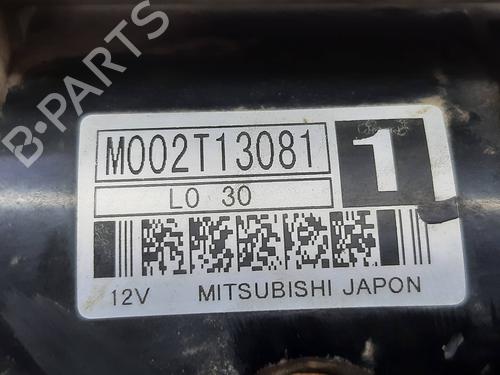 B-PARTS
M002T13081
1
L0 30
12V MITSUBISHI JAPON